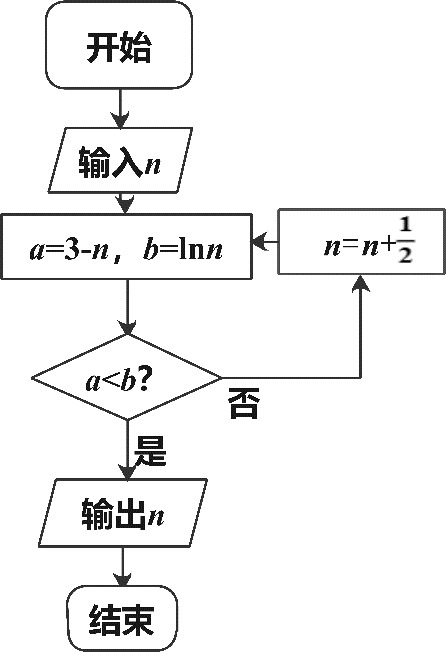 开始
输入n
a=3-n，b=lnn
n=n+1/2
a<b?
否
是
输出n
结束